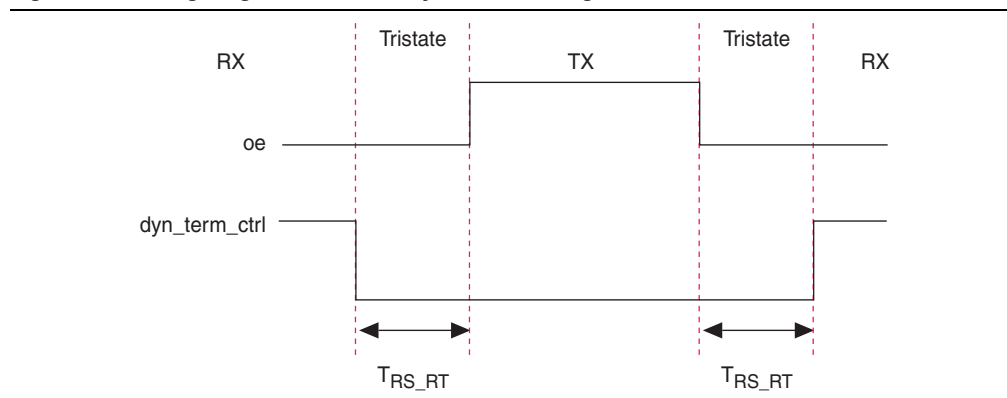 Tristate
Tristate
RX
TX
RX
oe
dyn_term_ctrl
TRS_RT
TRS_RT